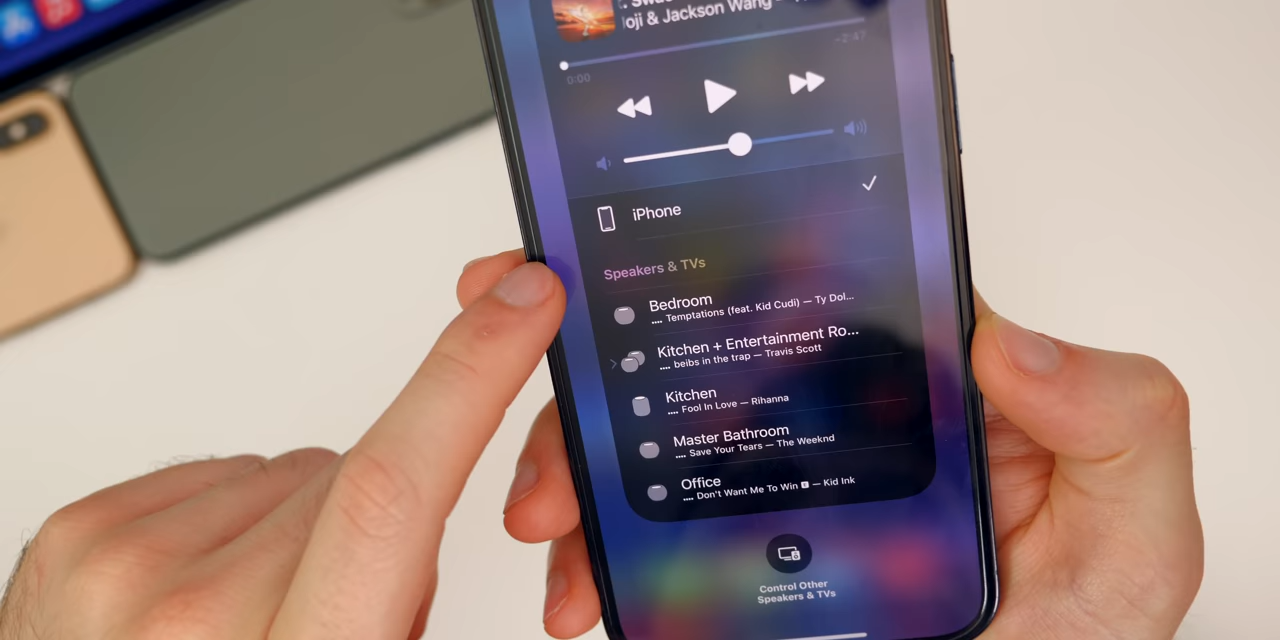 oji & Jackson Wang
0:00
-2:47
iPhone
Speakers & TVs
Bedroom
Temptations (feat. Kid Cudi) — Ty Dol...
Kitchen + Entertainment Ro...
beibs in the trap — Travis Scott
Kitchen
Fool In Love — Rihanna
Master Bathroom
Save Your Tears — The Weeknd
Office
Don't Want Me To Win 🅴 — Kid Ink
Control Other
Speakers & TVs